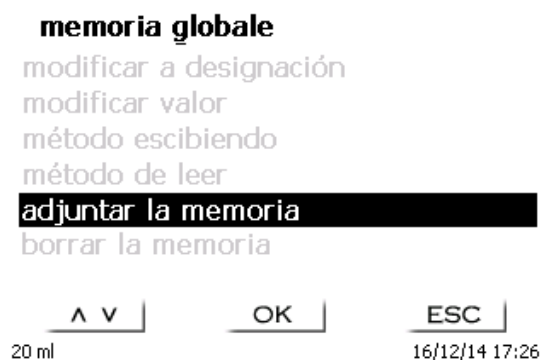 memoria globale
modificar a designación
modificar valor
método escibiendo
método de leer
adjuntar la memoria
borrar la memoria
∧ ∨ OK ESC
20 ml 16/12/14 17:26